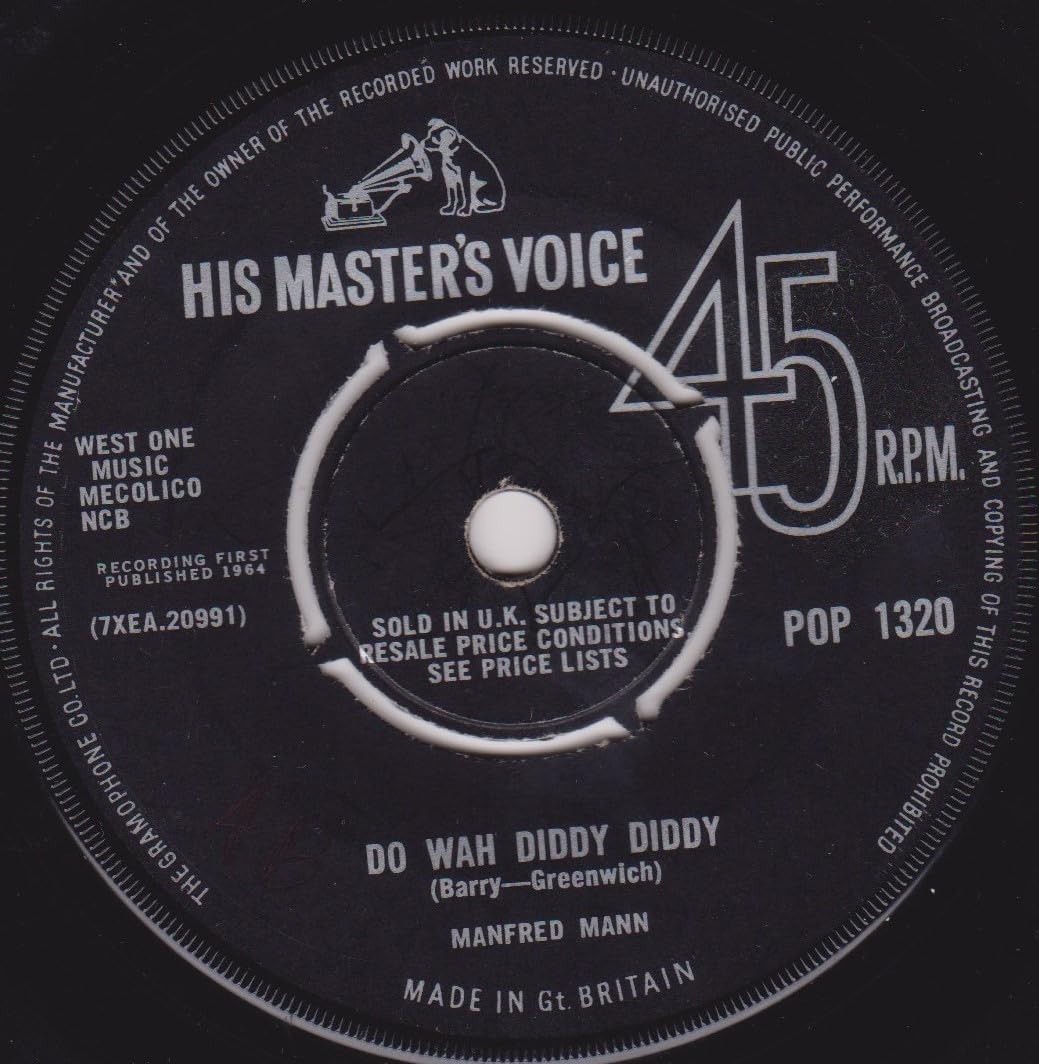 THE GRAMOPHONE CO. LTD · ALL RIGHTS OF THE MANUFACTURER AND OF THE OWNER OF THE RECORDED WORK RESERVED · UNAUTHORISED PUBLIC PERFORMANCE BROADCASTING AND COPYING OF THIS RECORD PROHIBITED
HIS MASTER'S VOICE
45 R.P.M.
WEST ONE
MUSIC
MECOLICO
NCB
RECORDING FIRST
PUBLISHED 1964
(7XEA.20991)
SOLD IN U.K. SUBJECT TO
RESALE PRICE CONDITIONS,
SEE PRICE LISTS
POP 1320
DO WAH DIDDY DIDDY
(Barry—Greenwich)
MANFRED MANN
MADE IN Gt. BRITAIN